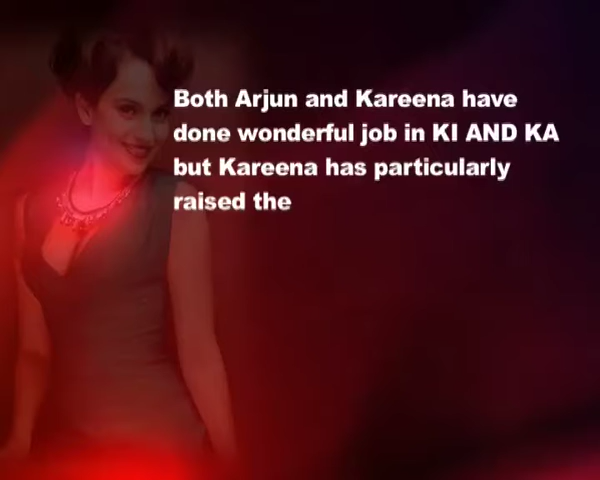 Both Arjun and Kareena have
done wonderful job in KI AND KA
but Kareena has particularly
raised the